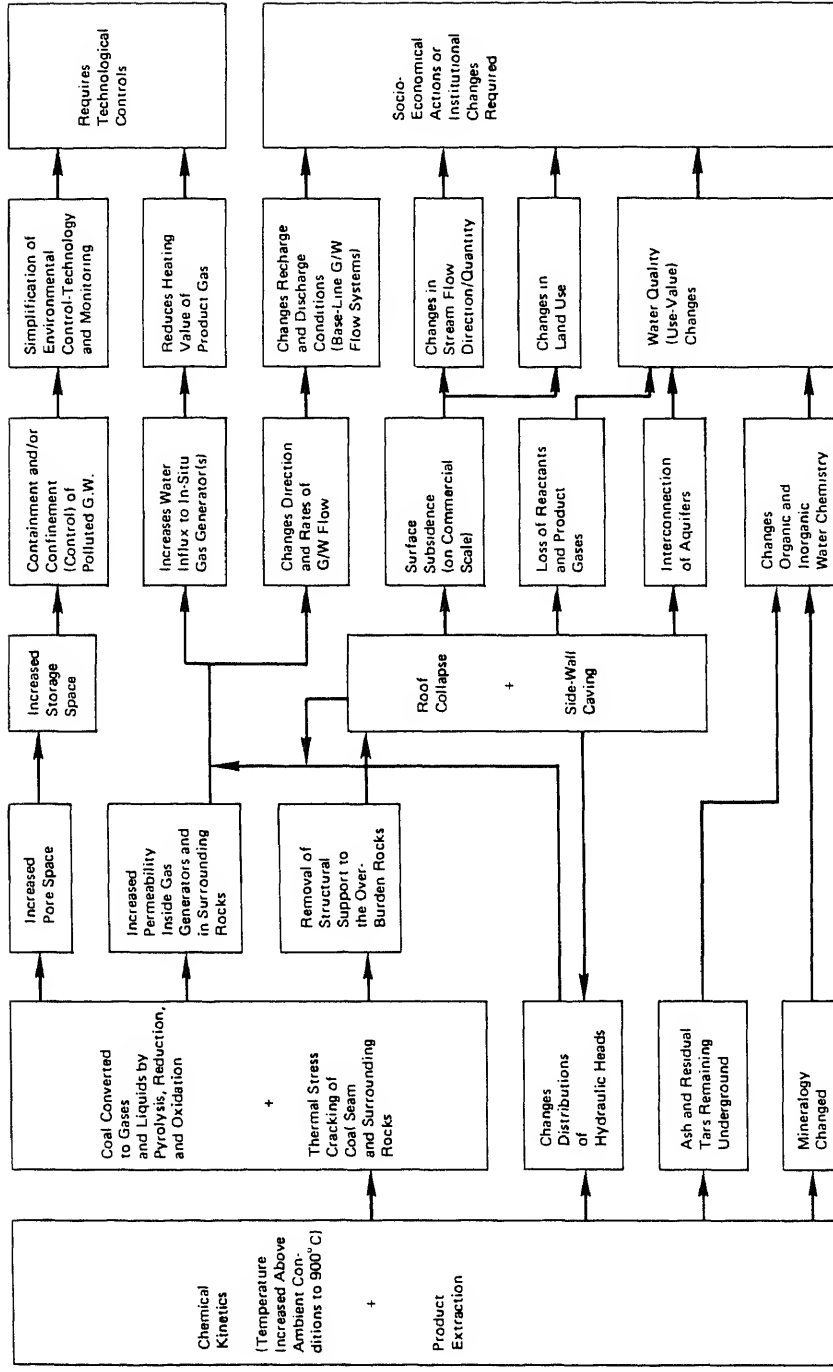 Chemical
Kinetics
(Temperature
Increased Above
Ambient Con-
ditions to 900°C)
+
Product
Extraction
Coal Converted
to Gases
and Liquids by
Pyrolysis, Reduction,
and Oxidation
+
Thermal Stress
Cracking of
Coal Seam
and Surrounding
Rocks
Changes
Distributions
of
Hydraulic Heads
Ash and Residual
Tars Remaining
Underground
Mineralogy
Changed
Increased
Pore Space
Increased
Permeability
Inside Gas
Generators and
in Surrounding
Rocks
Removal of
Structural
Support to
the Over-
Burden Rocks
Increased
Storage
Space
Roof
Collapse
+
Side-Wall
Caving
Containment and/or
Confinement
(Control) of
Polluted G.W.
Increases Water
Influx to In-Situ
Gas Generator(s)
Changes Direction
and Rates of
G/W Flow
Surface
Subsidence
(on Commercial
Scale)
Loss of Reactants
and Product
Gases
Interconnection
of Aquifers
Changes
Organic and
Inorganic
Water Chemistry
Simplification of
Environmental
Control-Technology
and Monitoring
Reduces Heating
Value of
Product Gas
Changes Recharge
and Discharge
Conditions
(Base-Line G/W
Flow Systems)
Changes in
Stream Flow
Direction/Quantity
Changes in
Land Use
Water Quality
(Use-Value)
Changes
Requires
Technological
Controls
Socio-
Economical
Actions or
Institutional
Changes
Required